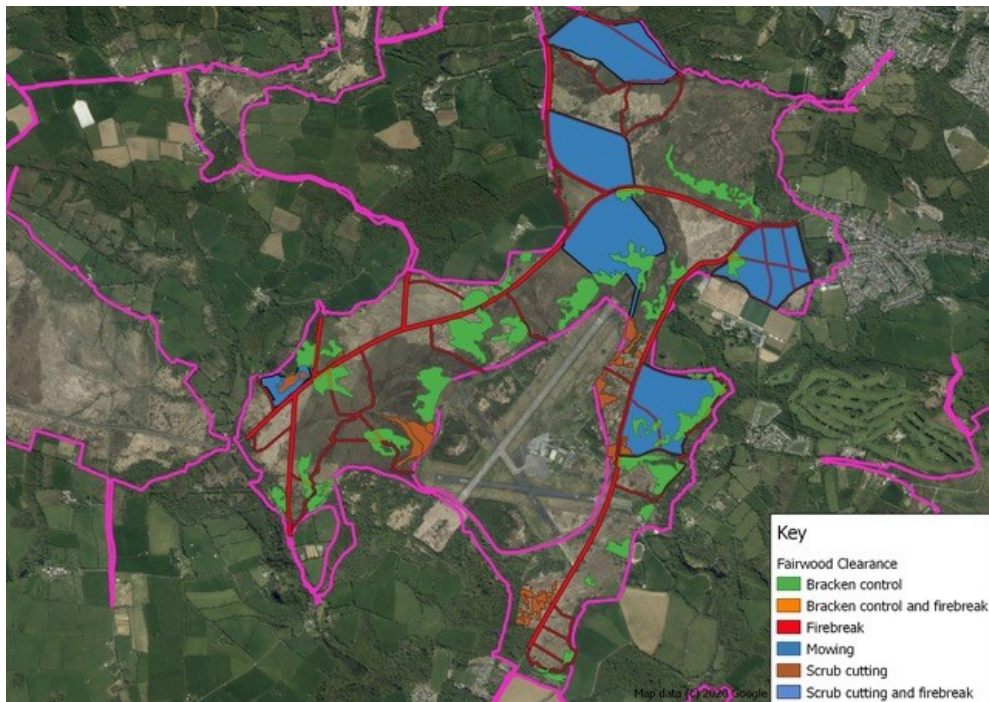 Key
Fairwood Clearance
Bracken control
Bracken control and firebreak
Firebreak
Mowing
Scrub cutting
Scrub cutting and firebreak
Map data (C) 2020 Google